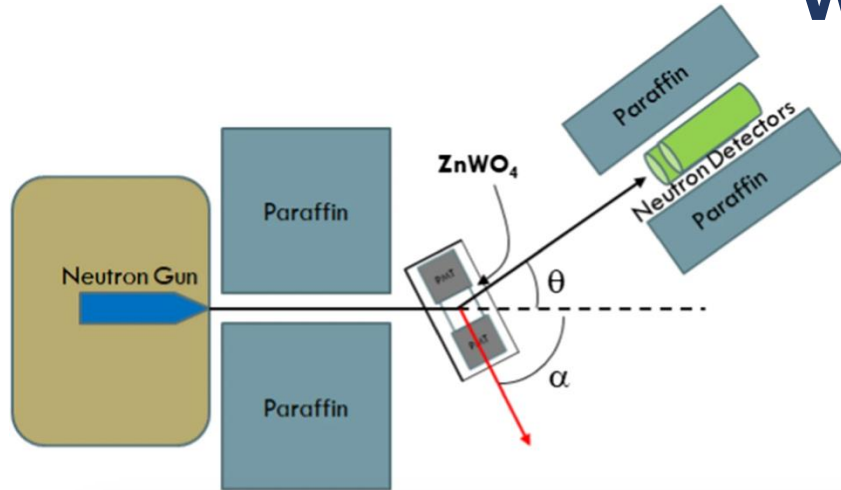 W
Paraffin
Neutron Detectors
Paraffin
ZnWO₄
Paraffin
Neutron Gun
PMT
θ
PMT
α
Paraffin